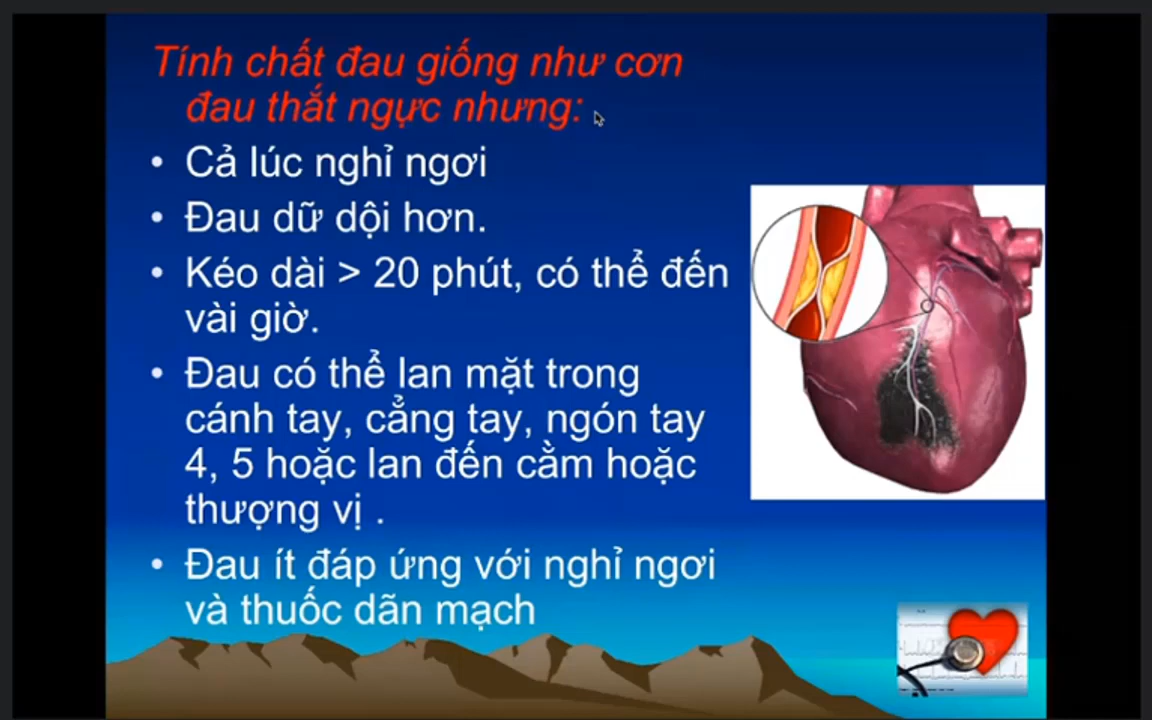 Tính chất đau giống như cơn
đau thắt ngực nhưng:
• Cả lúc nghỉ ngơi
• Đau dữ dội hơn.
• Kéo dài > 20 phút, có thể đến
vài giờ.
• Đau có thể lan mặt trong
cánh tay, cẳng tay, ngón tay
4, 5 hoặc lan đến cằm hoặc
thượng vị .
• Đau ít đáp ứng với nghỉ ngơi
và thuốc dãn mạch